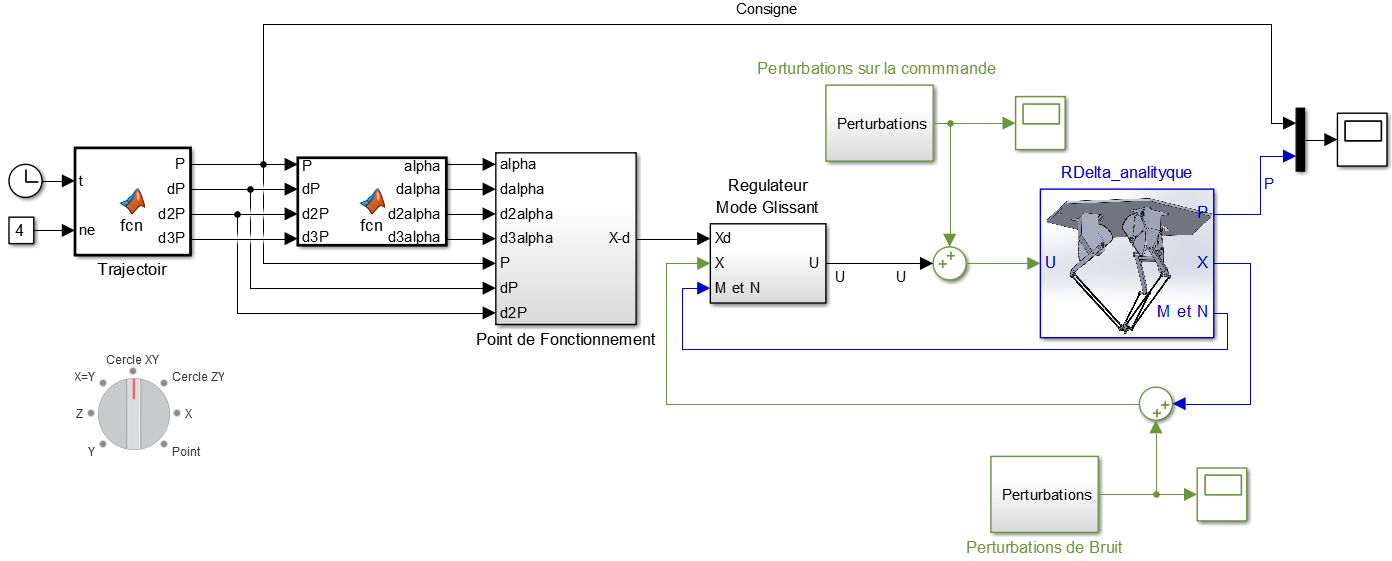 Consigne
Perturbations sur la commmande
Perturbations
t
ne
4
fcn
P
dP
d2P
d3P
Trajectoir
P
dP
d2P
d3P
fcn
alpha
dalpha
d2alpha
d3alpha
alpha
dalpha
d2alpha
d3alpha
P
dP
d2P
X-d
Point de Fonctionnement
Regulateur
Mode Glissant
Xd
X
M et N
U
U
U
RDelta_analityque
U
P
X
M et N
P
Cercle XY
X=Y
Cercle ZY
Z
X
Y
Point
Perturbations
Perturbations de Bruit